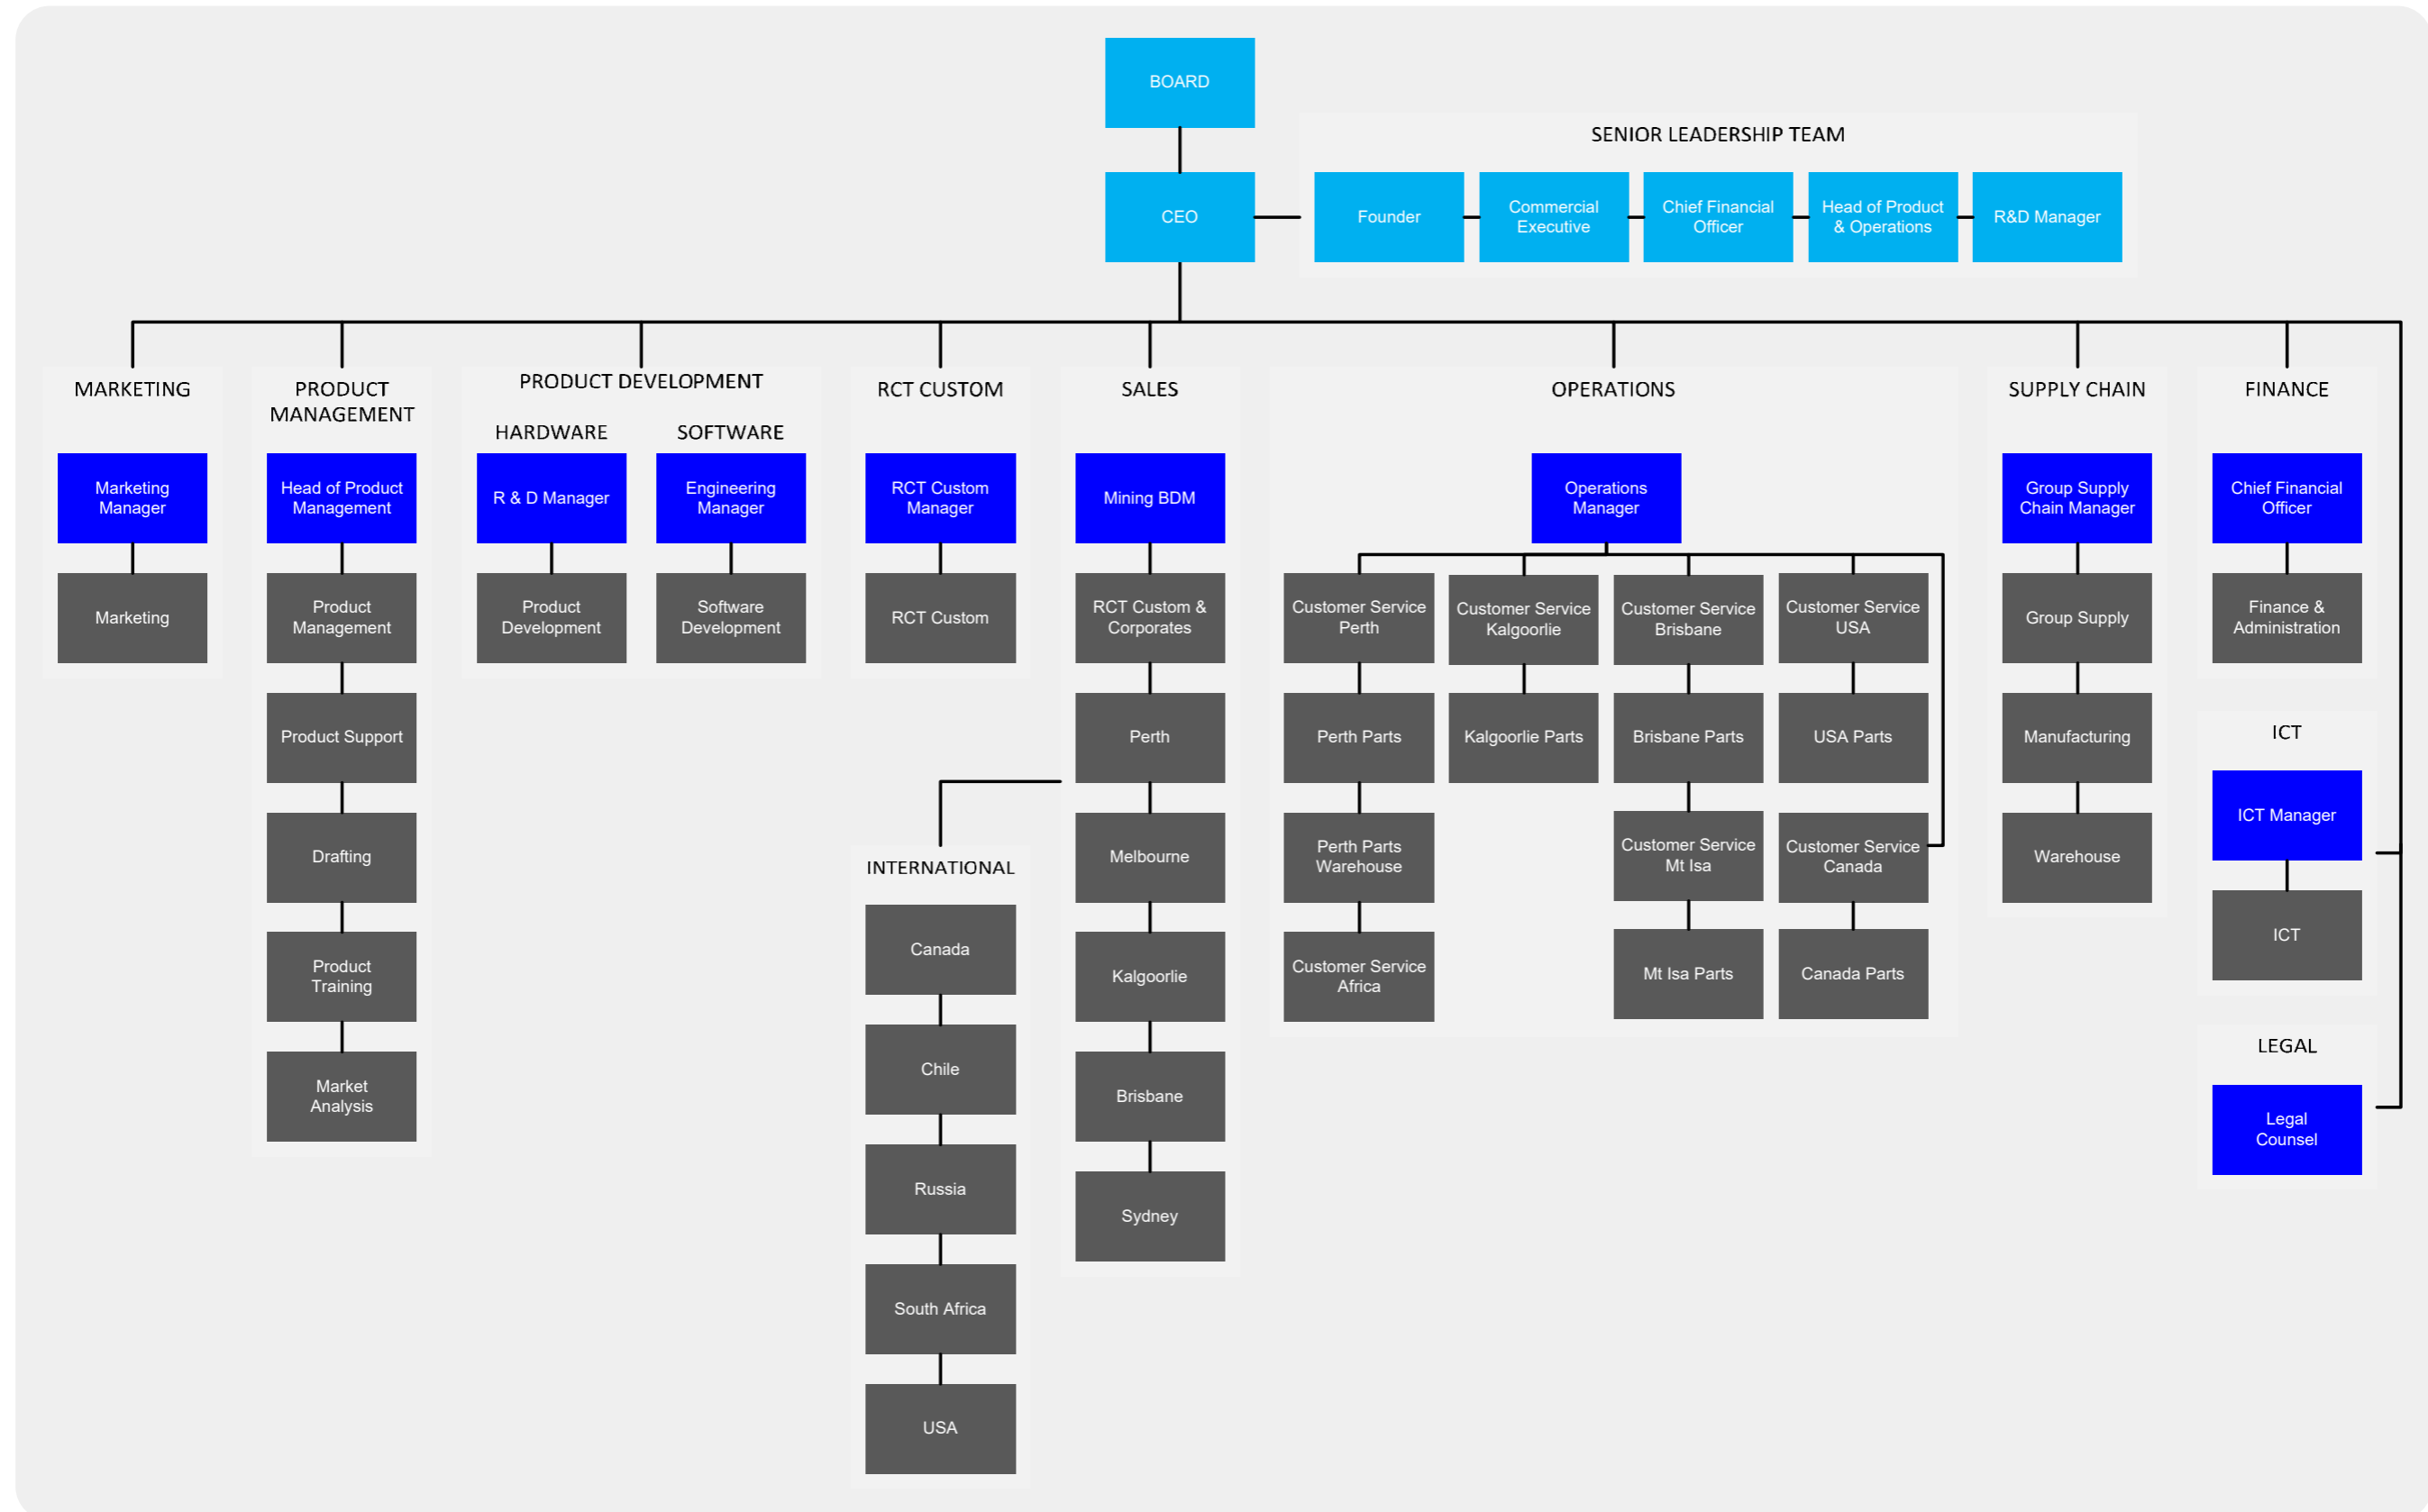 BOARD
SENIOR LEADERSHIP TEAM
CEO
Founder
Commercial
Executive
Chief Financial
Officer
Head of Product
& Operations
R&D Manager
MARKETING
Marketing
Manager
Marketing
PRODUCT
MANAGEMENT
Head of Product
Management
Product
Management
Product Support
Drafting
Product
Training
Market
Analysis
PRODUCT DEVELOPMENT
HARDWARE
R & D Manager
Product
Development
SOFTWARE
Engineering
Manager
Software
Development
RCT CUSTOM
RCT Custom
Manager
RCT Custom
INTERNATIONAL
Canada
Chile
Russia
South Africa
USA
SALES
Mining BDM
RCT Custom &
Corporates
Perth
Melbourne
Kalgoorlie
Brisbane
Sydney
OPERATIONS
Operations
Manager
Customer Service
Perth
Perth Parts
Perth Parts
Warehouse
Customer Service
Africa
Customer Service
Kalgoorlie
Kalgoorlie Parts
Customer Service
Brisbane
Brisbane Parts
Customer Service
Mt Isa
Mt Isa Parts
Customer Service
USA
USA Parts
Customer Service
Canada
Canada Parts
SUPPLY CHAIN
Group Supply
Chain Manager
Group Supply
Manufacturing
Warehouse
FINANCE
Chief Financial
Officer
Finance &
Administration
ICT
ICT Manager
ICT
LEGAL
Legal
Counsel